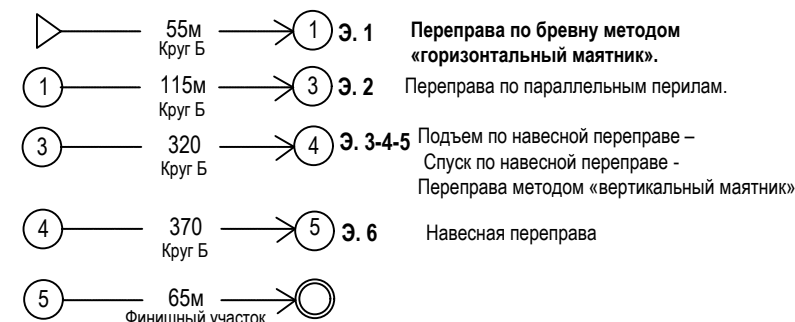 55м 1 Э. 1 Переправа по бревну методом
Круг Б «горизонтальный маятник».
1 115м 3 Э. 2 Переправа по параллельным перилам.
Круг Б
3 320 4 Э. 3-4-5 Подъем по навесной переправе –
Круг Б Спуск по навесной переправе -
Переправа методом «вертикальный маятник»
4 370 5 Э. 6 Навесная переправа
Круг Б
5 65м
Финишный участок